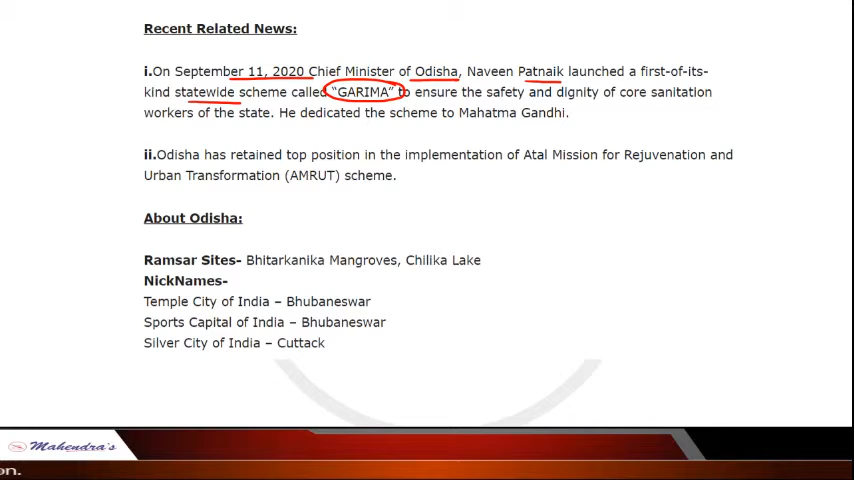 Recent Related News:
i.On September 11, 2020 Chief Minister of Odisha, Naveen Patnaik launched a first-of-its-
kind statewide scheme called “GARIMA” to ensure the safety and dignity of core sanitation
workers of the state. He dedicated the scheme to Mahatma Gandhi.
ii.Odisha has retained top position in the implementation of Atal Mission for Rejuvenation and
Urban Transformation (AMRUT) scheme.
About Odisha:
Ramsar Sites- Bhitarkanika Mangroves, Chilika Lake
NickNames-
Temple City of India – Bhubaneswar
Sports Capital of India – Bhubaneswar
Silver City of India – Cuttack
Mahendra's
on.